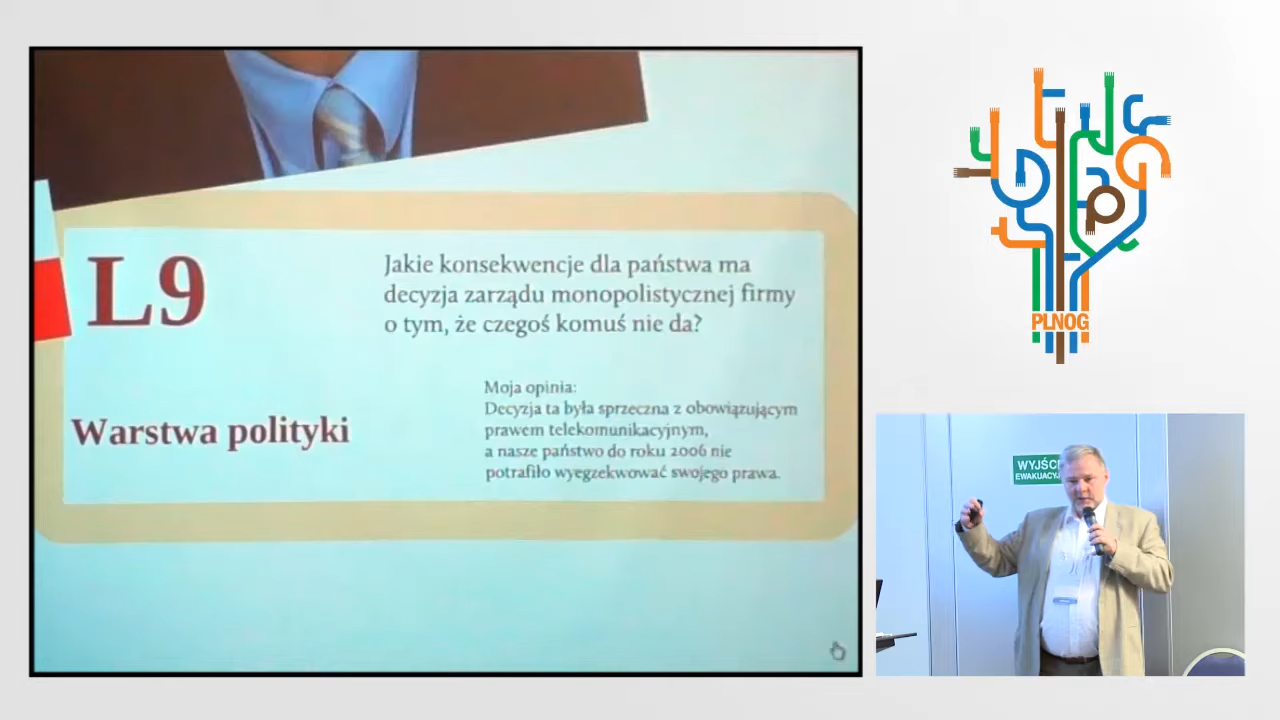 L9
Jakie konsekwencje dla państwa ma
decyzja zarządu monopolistycznej firmy
o tym, że czegoś komuś nie da?
Warstwa polityki
Moja opinia:
Decyzja ta była sprzeczna z obowiązującym
prawem telekomunikacyjnym,
a nasze państwo do roku 2006 nie
potrafiło wyegzekwować swojego prawa.
PLNOG
WYJŚCI
EWAKUACYJ